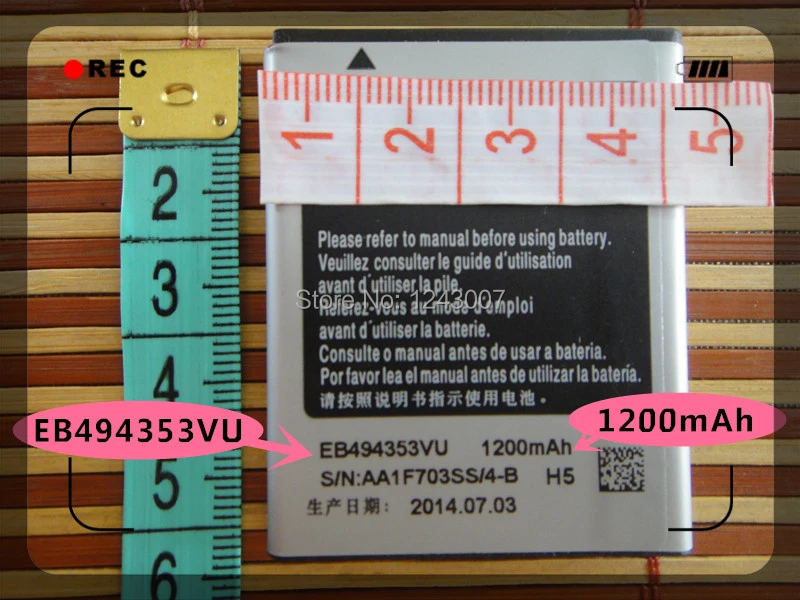 REC
1 2 3 4 5
2
3
4
5
6
Please refer to manual before using battery.
Veuillez consulter le guide d'utilisation
avant d'utiliser la pile.
Store No: 1243007
Référez-vous au mode d'emploi
avant d'utiliser la batterie.
Consulte o manual antes de usar a bateria.
Por favor lea el manual antes de utilizar la bateria.
请按照说明书指示使用电池。
EB494353VU
1200mAh
EB494353VU 1200mAh
S/N:AA1F703SS/4-B H5
生产日期: 2014.07.03